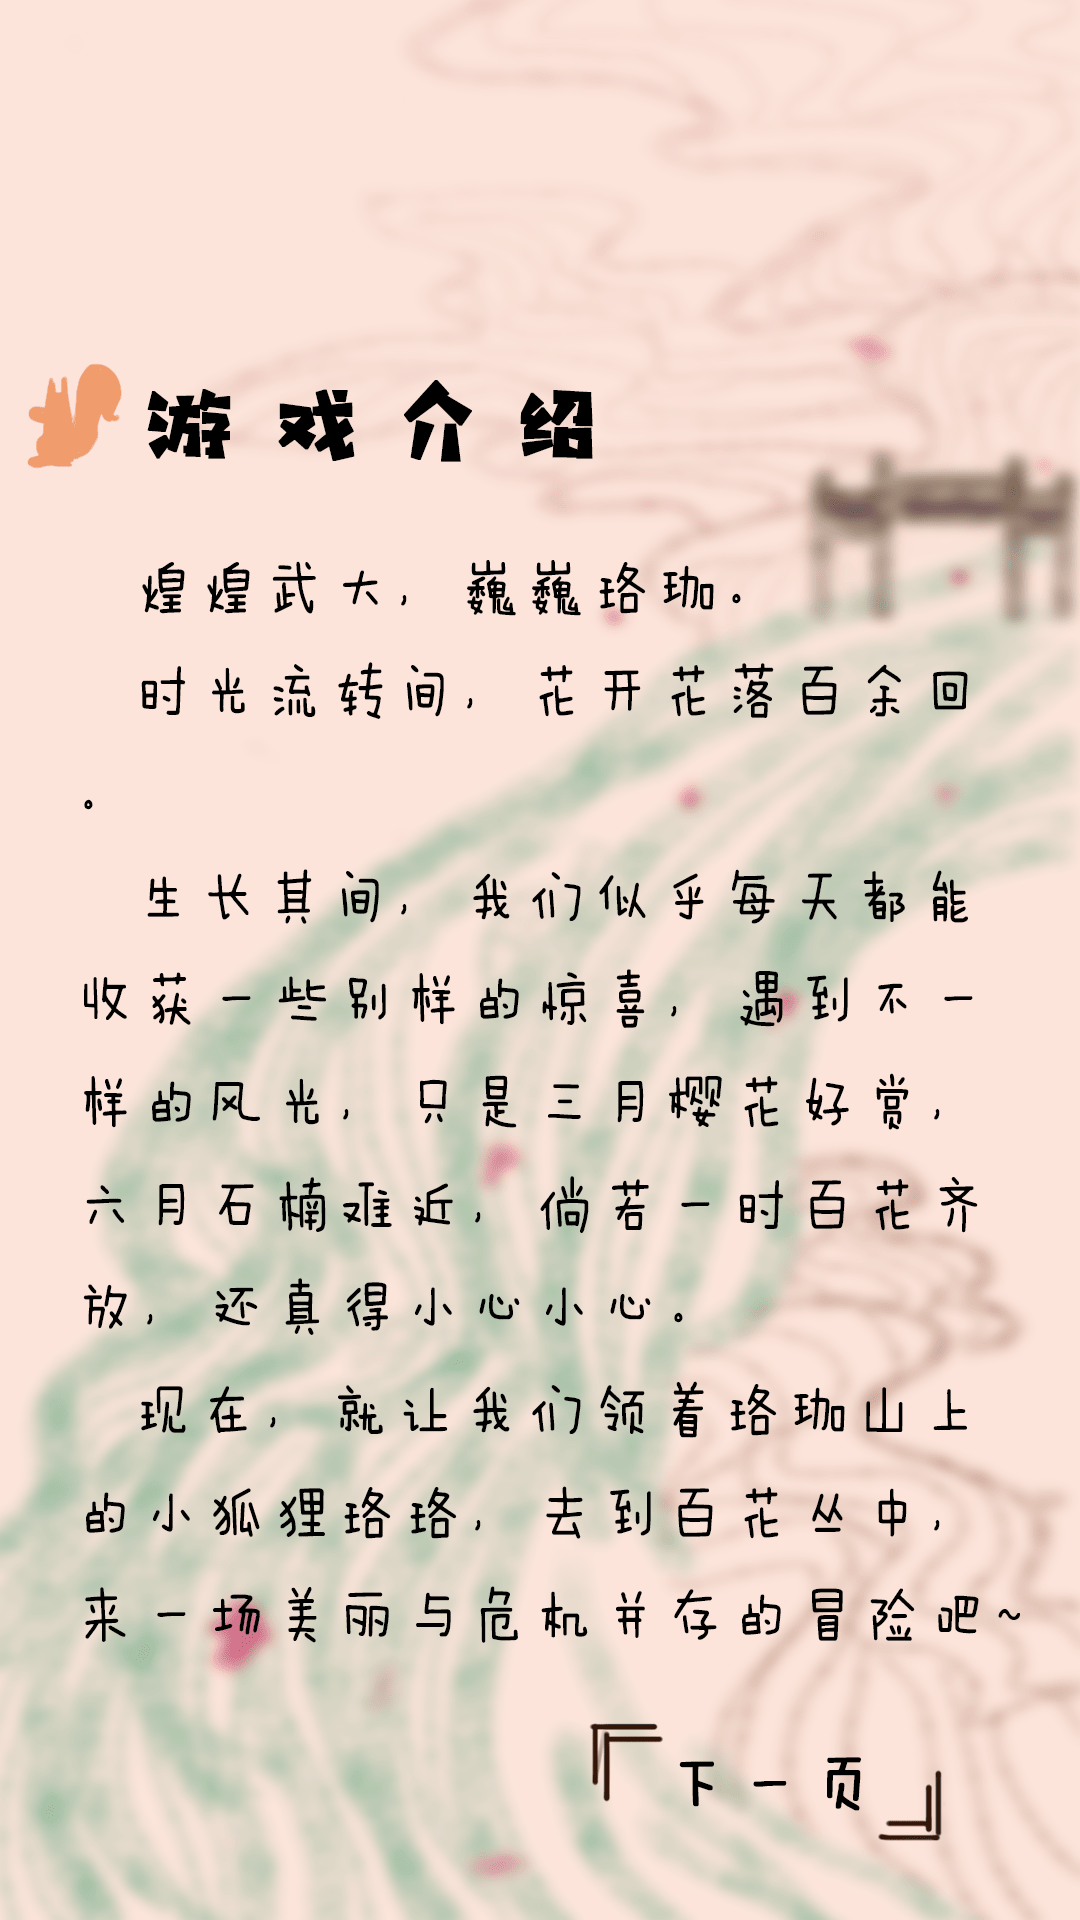 游戏介绍
煌煌武大，巍巍珞珈。
时光流转间，花开花落百余回
。
生长其间，我们似乎每天都能
收获一些别样的惊喜，遇到不一
样的风光，只是三月樱花好赏，
六月石楠难近，倘若一时百花齐
放，还真得小心小心。
现在，就让我们领着珞珈山上
的小狐狸珞珞，去到百花丛中，
来一场美丽与危机并存的冒险吧~
下一页